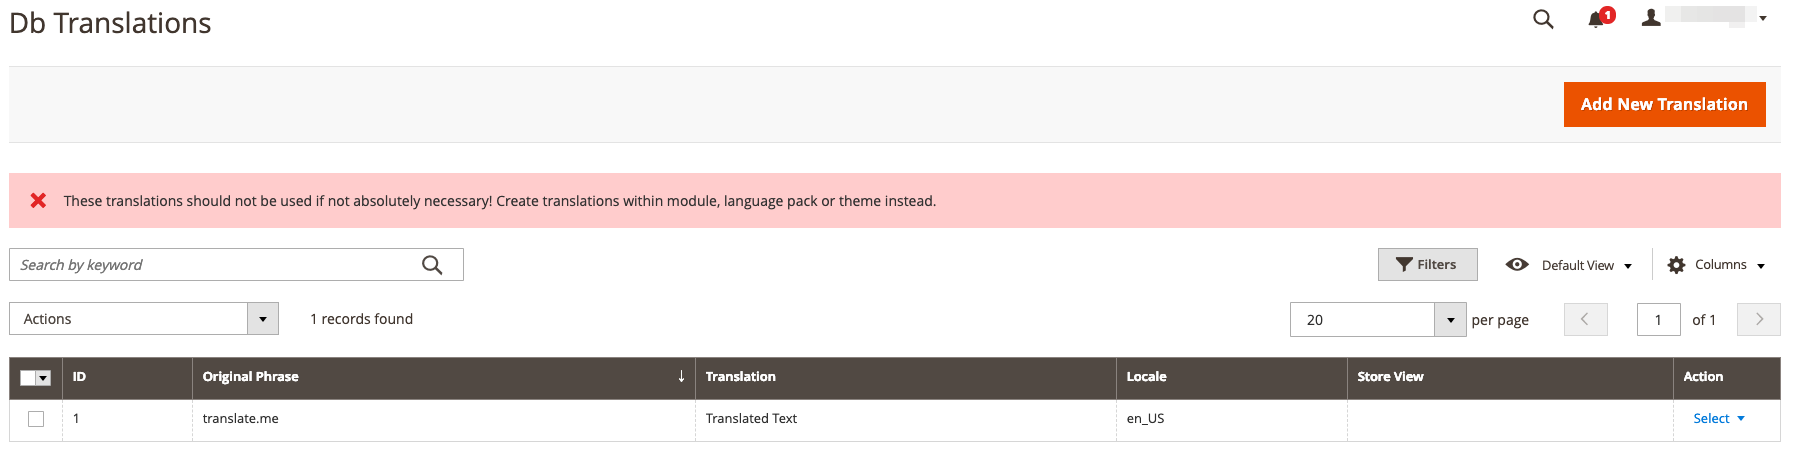 Db Translations
1
Add New Translation
These translations should not be used if not absolutely necessary! Create translations within module, language pack or theme instead.
Search by keyword
Filters
Default View
Columns
Actions
1 records found
20
per page
1
of 1
ID Original Phrase Translation Locale Store View Action
1 translate.me Translated Text en_US Select